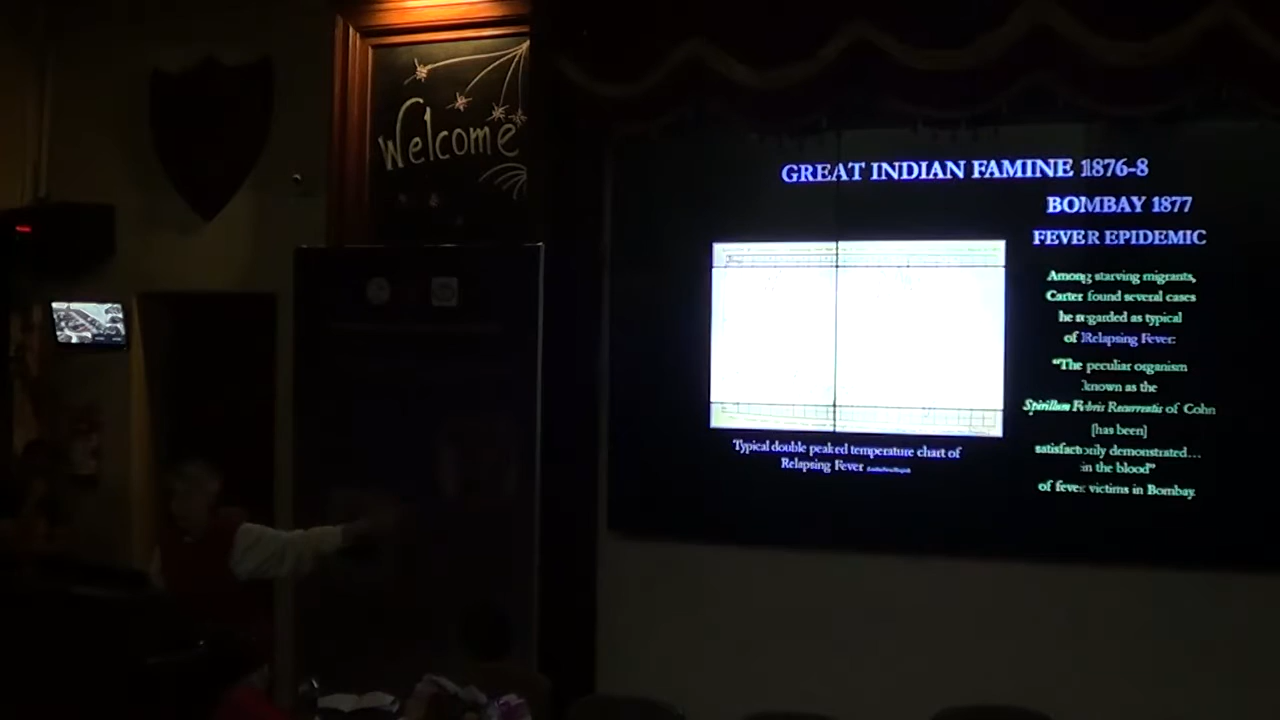 Welcome
GREAT INDIAN FAMINE 1876-8
BOMBAY 1877
FEVER EPIDEMIC
Among starving migrants,
Carter found several cases
he regarded as typical
of Relapsing Fever:
"The peculiar organism
known as the
Spirillum Febris Recurrentis of Cohn
[has been]
satisfactorily demonstrated...
in the blood"
of fever victims in Bombay.
Typical double peaked temperature chart of
Relapsing Fever